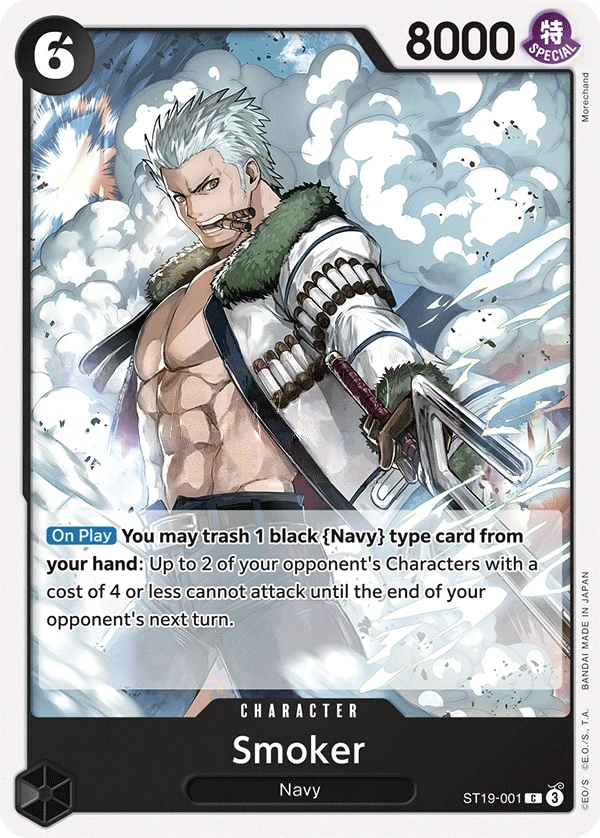 6
8000
特
SPECIAL
Morechand
On Play You may trash 1 black {Navy} type card from
your hand: Up to 2 of your opponent's Characters with a
cost of 4 or less cannot attack until the end of your
opponent's next turn.
CHARACTER
Smoker
Navy
ST19-001 C 3
©EO/S ©E.O./S., T.A. BANDAI MADE IN JAPAN